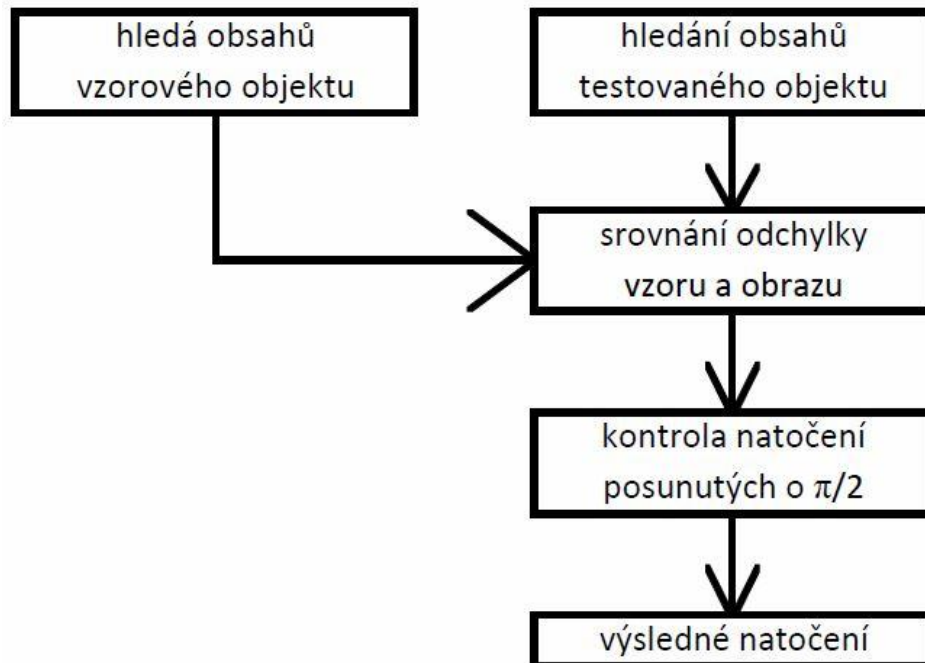 hledá obsahů
vzorového objektu
hledání obsahů
testovaného objektu
srovnání odchylky
vzoru a obrazu
kontrola natočení
posunutých o π/2
výsledné natočení